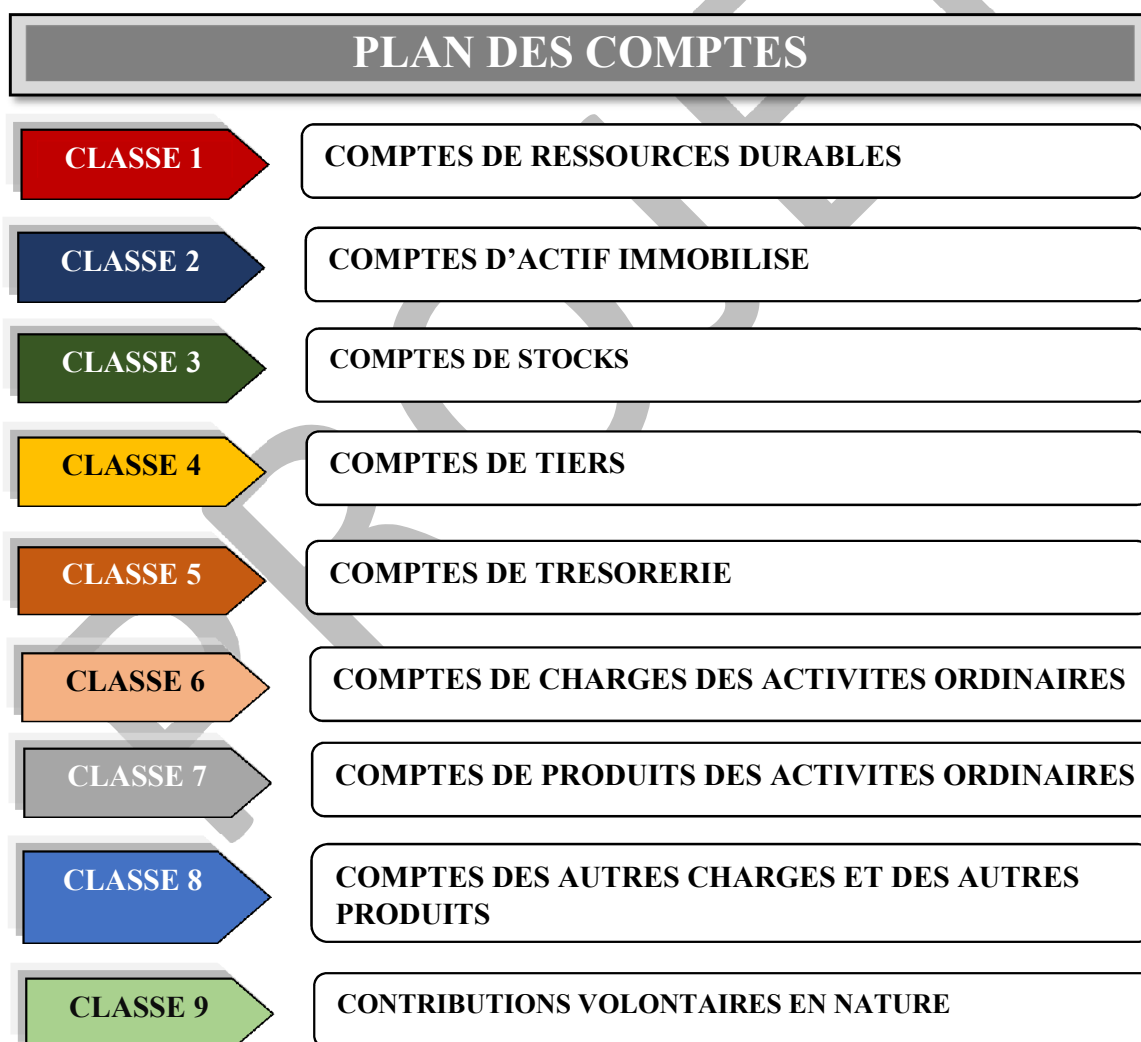 PLAN DES COMPTES
CLASSE 1
COMPTES DE RESSOURCES DURABLES
CLASSE 2
COMPTES D’ACTIF IMMOBILISE
CLASSE 3
COMPTES DE STOCKS
CLASSE 4
COMPTES DE TIERS
CLASSE 5
COMPTES DE TRESORERIE
CLASSE 6
COMPTES DE CHARGES DES ACTIVITES ORDINAIRES
CLASSE 7
COMPTES DE PRODUITS DES ACTIVITES ORDINAIRES
CLASSE 8
COMPTES DES AUTRES CHARGES ET DES AUTRES
PRODUITS
CLASSE 9
CONTRIBUTIONS VOLONTAIRES EN NATURE